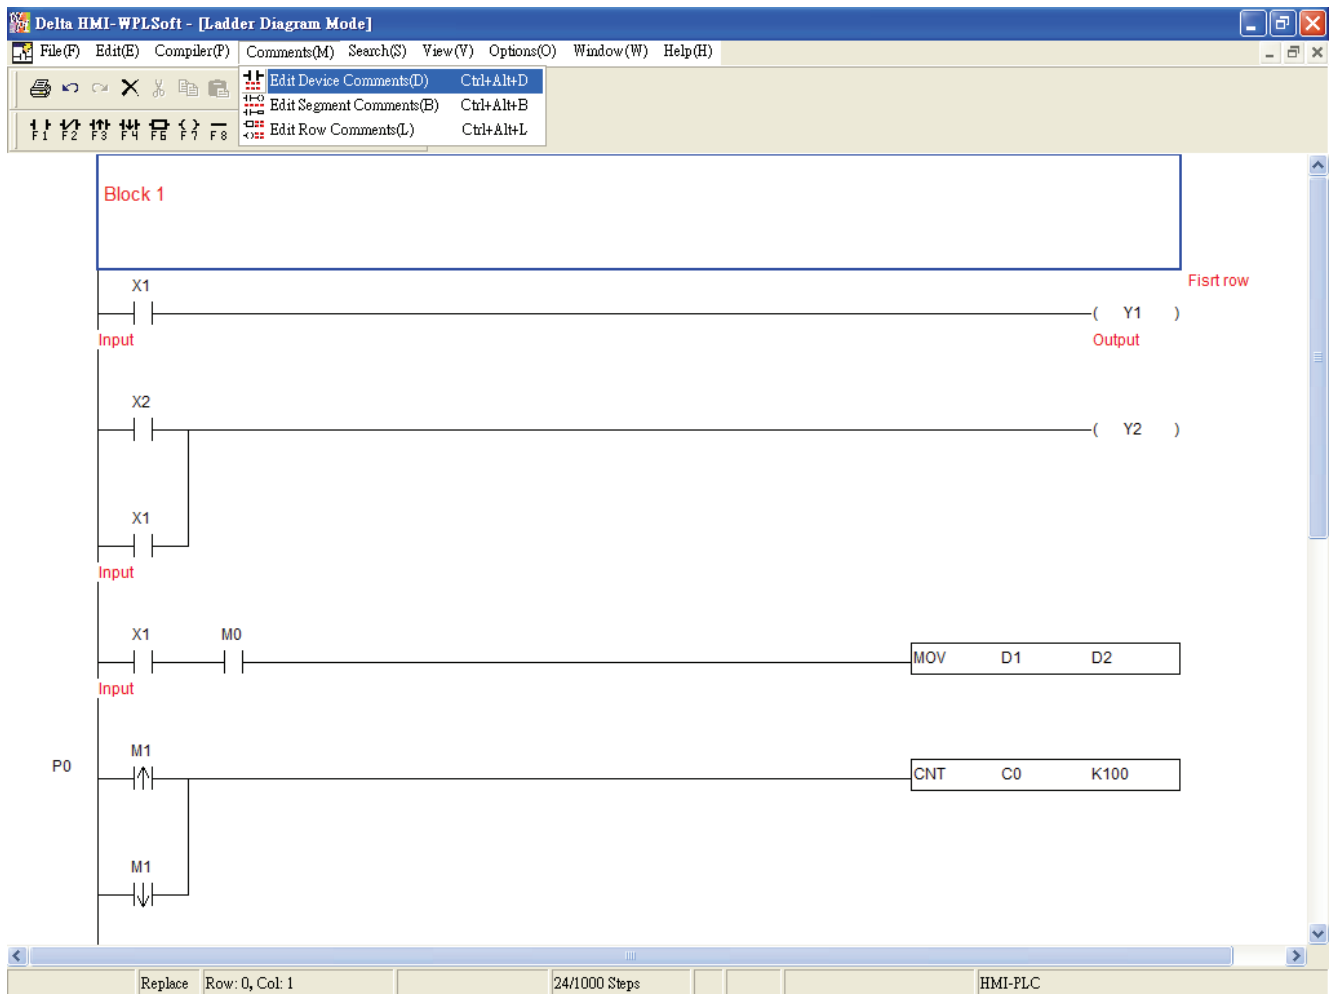 Delta HMI-WPLSoft - [Ladder Diagram Mode]
File(F) Edit(E) Compiler(P) Comments(M) Search(S) View(V) Options(O) Window(W) Help(H)
Edit Device Comments(D) Ctrl+Alt+D
Edit Segment Comments(B) Ctrl+Alt+B
Edit Row Comments(L) Ctrl+Alt+L
F1 F2 F3 F4 F6 F7 F8
Block 1
Fisrt row
X1
( Y1 )
Input Output
X2
( Y2 )
X1
Input
X1 M0
MOV D1 D2
Input
M1
P0
CNT C0 K100
M1
Replace Row: 0, Col: 1 24/1000 Steps HMI-PLC